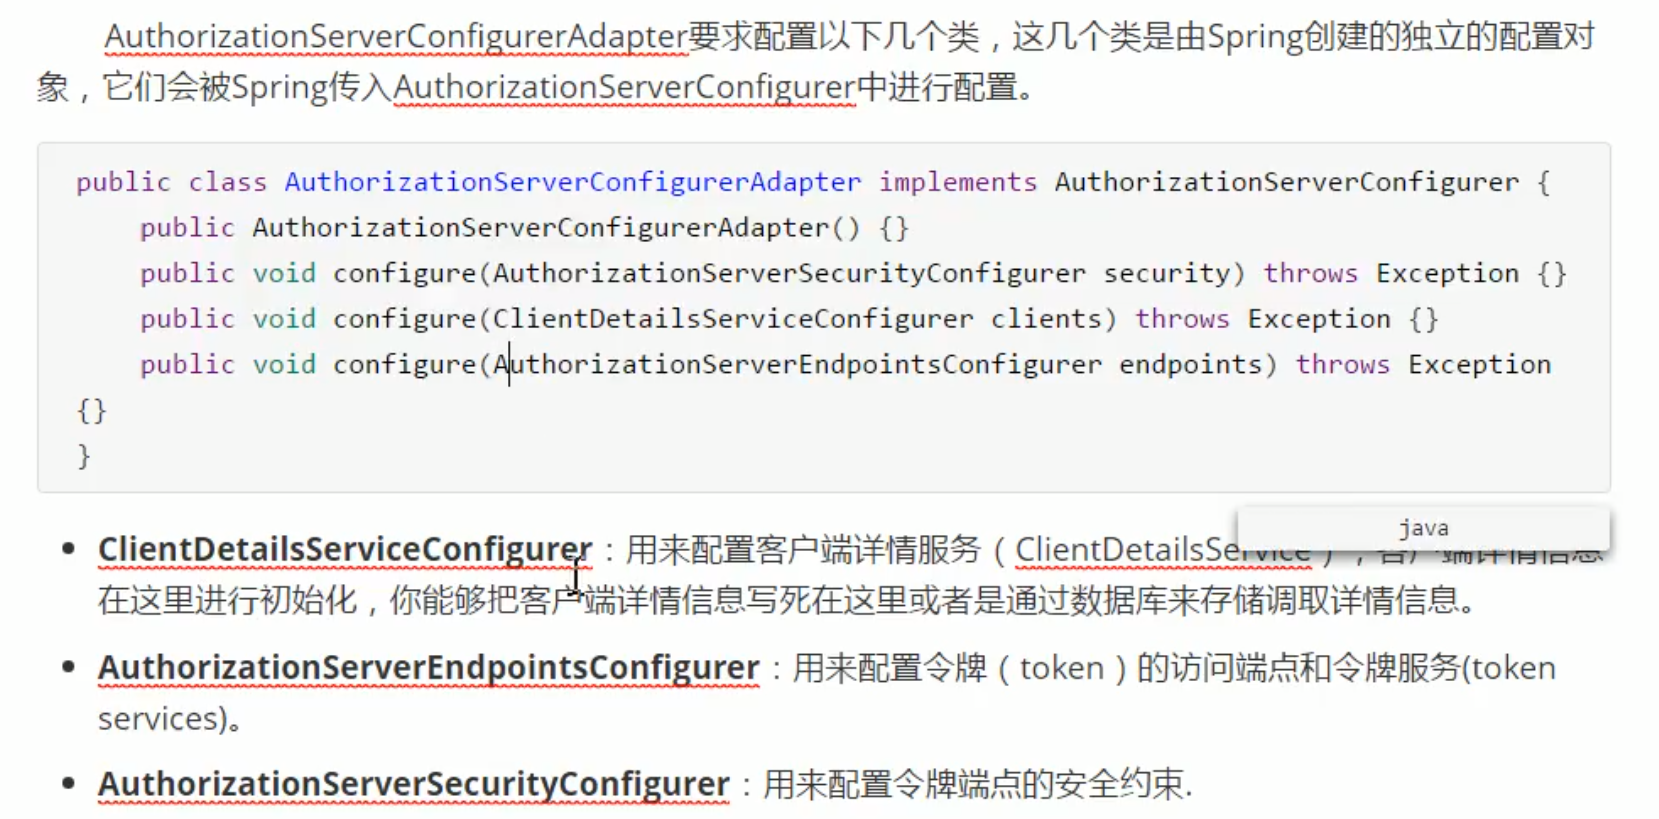 AuthorizationServerConfigurerAdapter要求配置以下几个类，这几个类是由Spring创建的独立的配置对
象，它们会被Spring传入AuthorizationServerConfigurer中进行配置。
public class AuthorizationServerConfigurerAdapter implements AuthorizationServerConfigurer {
    public AuthorizationServerConfigurerAdapter() {}
    public void configure(AuthorizationServerSecurityConfigurer security) throws Exception {}
    public void configure(ClientDetailsServiceConfigurer clients) throws Exception {}
    public void configure(AuthorizationServerEndpointsConfigurer endpoints) throws Exception
{}
}
java
• ClientDetailsServiceConfigurer：用来配置客户端详情服务（ClientDetailsService），客户端详情信息
在这里进行初始化，你能够把客户端详情信息写死在这里或者是通过数据库来存储调取详情信息。
• AuthorizationServerEndpointsConfigurer：用来配置令牌（token）的访问端点和令牌服务(token
services)。
• AuthorizationServerSecurityConfigurer：用来配置令牌端点的安全约束.